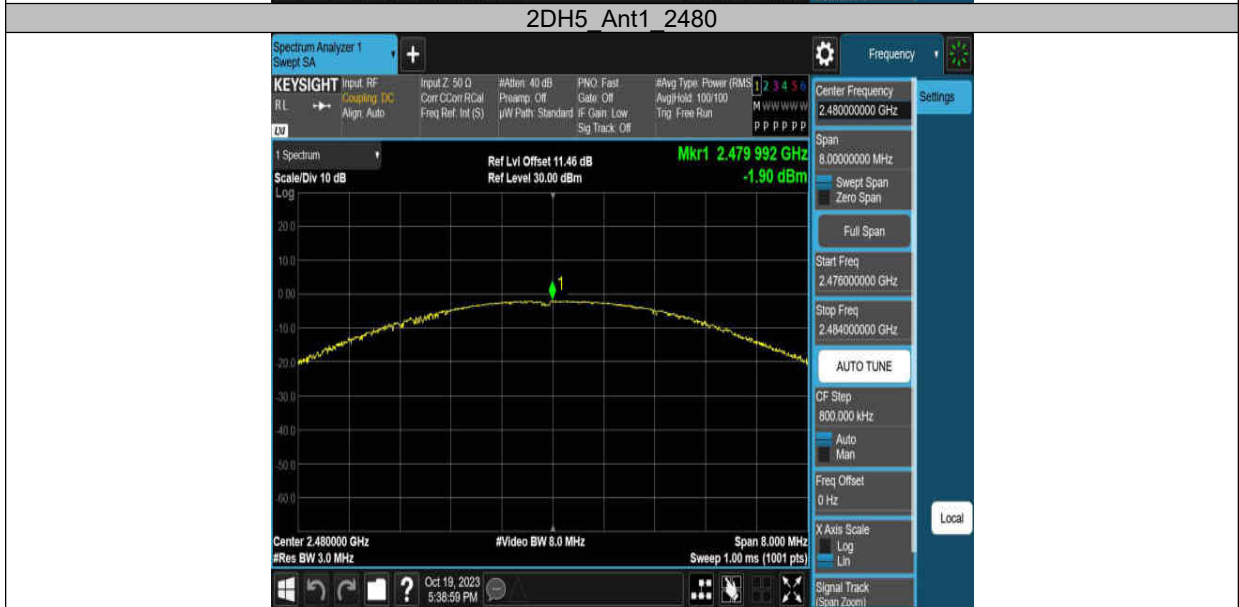 2DH5_Ant1_2480
Spectrum Analyzer 1
Swept SA
+
Frequency
KEYSIGHT
RL
LXI
Input: RF
Coupling: DC
Align: Auto
Input Z: 50 Ω
Corr CCorr RCal
Freq Ref: Int (S)
#Atten: 40 dB
Preamp: Off
µW Path: Standard
PNO: Fast
Gate: Off
IF Gain: Low
Sig Track: Off
#Avg Type: Power (RMS
Avg|Hold: 100/100
Trig: Free Run
1 2 3 4 5 6
M W W W W W
P P P P P P
1 Spectrum
Scale/Div 10 dB
Log
Ref Lvl Offset 11.46 dB
Ref Level 30.00 dBm
Mkr1 2.479 992 GHz
-1.90 dBm
20.0
10.0
0.00
-10.0
-20.0
-30.0
-40.0
-50.0
-60.0
1
Center 2.480000 GHz
#Res BW 3.0 MHz
#Video BW 8.0 MHz
Span 8.000 MHz
Sweep 1.00 ms (1001 pts)
?
Oct 19, 2023
5:38:59 PM
Center Frequency
2.480000000 GHz
Span
8.00000000 MHz
Swept Span
Zero Span
Full Span
Start Freq
2.476000000 GHz
Stop Freq
2.484000000 GHz
AUTO TUNE
CF Step
800.000 kHz
Auto
Man
Freq Offset
0 Hz
X Axis Scale
Log
Lin
Signal Track
(Span Zoom)
Settings
Local